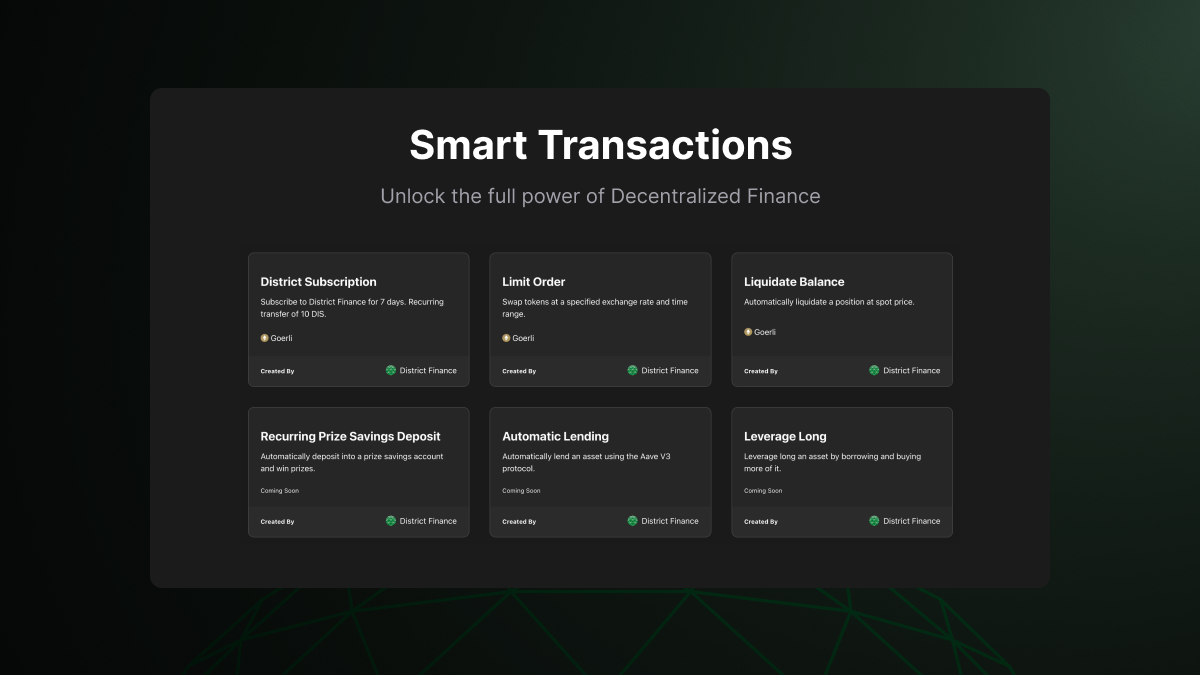 Smart Transactions
Unlock the full power of Decentralized Finance
District Subscription
Subscribe to District Finance for 7 days. Recurring
transfer of 10 DIS.
Goerli
Created By
District Finance
Limit Order
Swap tokens at a specified exchange rate and time
range.
Goerli
Created By
District Finance
Liquidate Balance
Automatically liquidate a position at spot price.
Goerli
Created By
District Finance
Recurring Prize Savings Deposit
Automatically deposit into a prize savings account
and win prizes.
Coming Soon
Created By
District Finance
Automatic Lending
Automatically lend an asset using the Aave V3
protocol.
Coming Soon
Created By
District Finance
Leverage Long
Leverage long an asset by borrowing and buying
more of it.
Coming Soon
Created By
District Finance